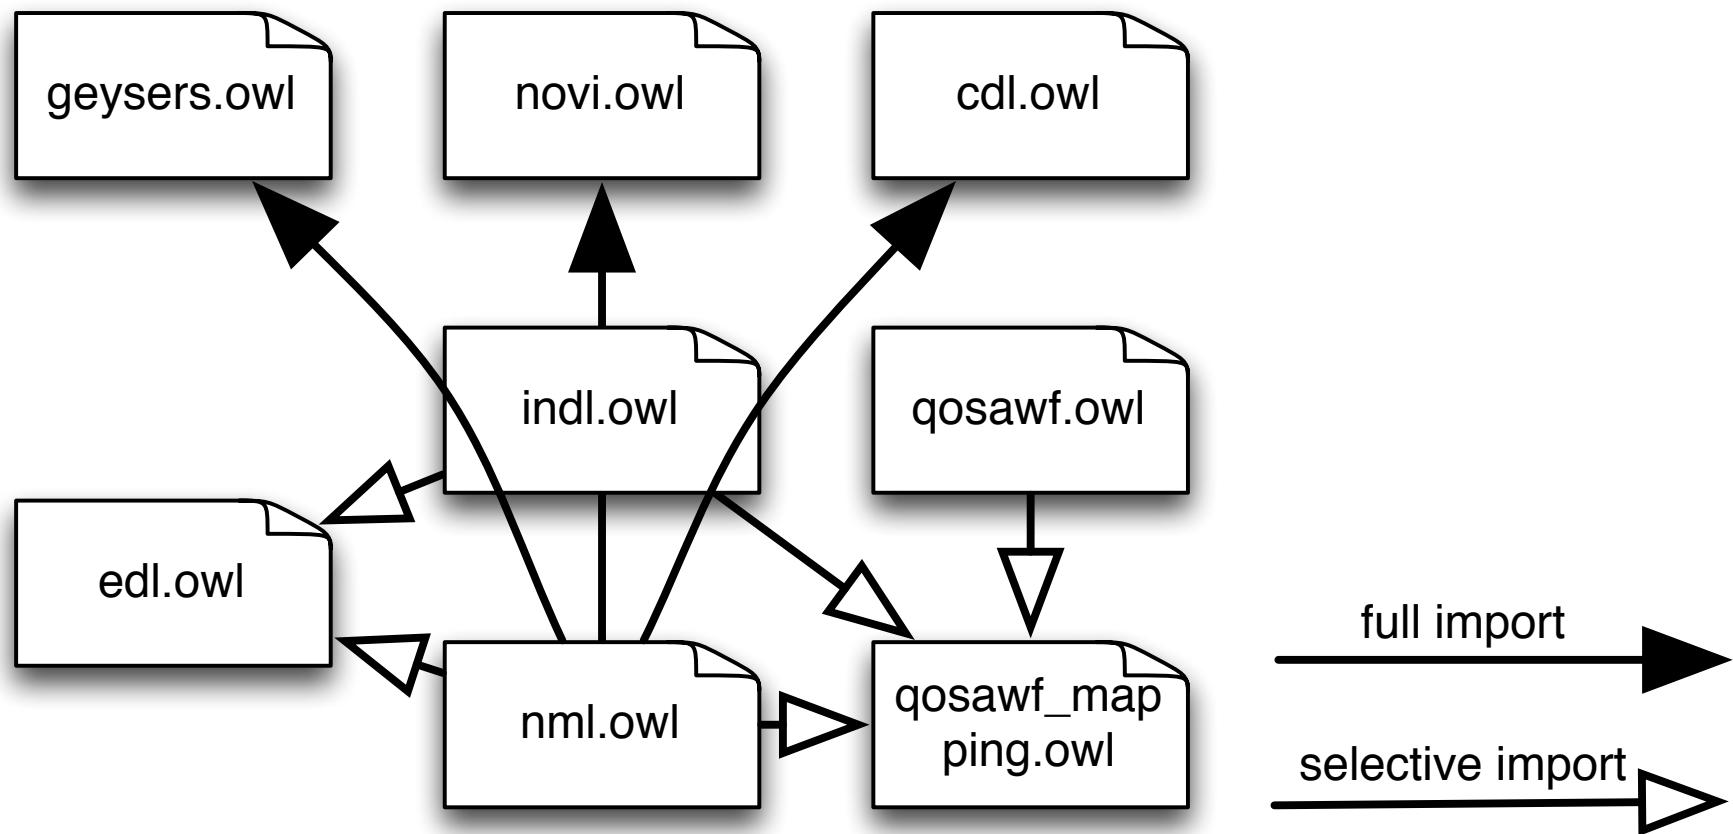 geysers.owl
novi.owl
cdl.owl
indl.owl
qosawf.owl
edl.owl
nml.owl
qosawf_map
ping.owl
full import
selective import